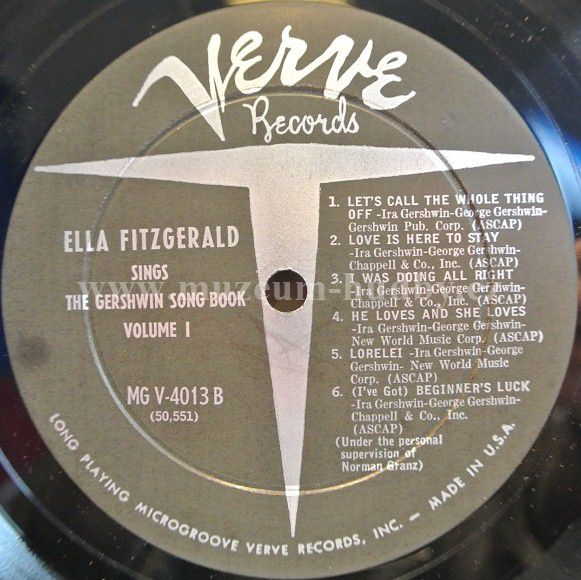 Verve
Records
ELLA FITZGERALD
SINGS
THE GERSHWIN SONG BOOK
VOLUME I
MG V-4013 B
(50,551)
1. LET'S CALL THE WHOLE THING
OFF -Ira Gershwin-George Gershwin-
Gershwin Pub. Corp. (ASCAP)
2. LOVE IS HERE TO STAY
-Ira Gershwin-George Gershwin-
Chappell & Co., Inc. (ASCAP)
3. I WAS DOING ALL RIGHT
-Ira Gershwin-George Gershwin-
Chappell & Co., Inc. (ASCAP)
4. HE LOVES AND SHE LOVES
-Ira Gershwin-George Gershwin-
New World Music Corp. (ASCAP)
5. LORELEI -Ira Gershwin-George
Gershwin- New World Music
Corp. (ASCAP)
6. (I've Got) BEGINNER'S LUCK
-Ira Gershwin-George Gershwin-
Chappell & Co., Inc.
(ASCAP)
(Under the personal
supervision of
Norman Granz)
LONG PLAYING MICROGROOVE VERVE RECORDS, INC. — MADE IN U.S.A.